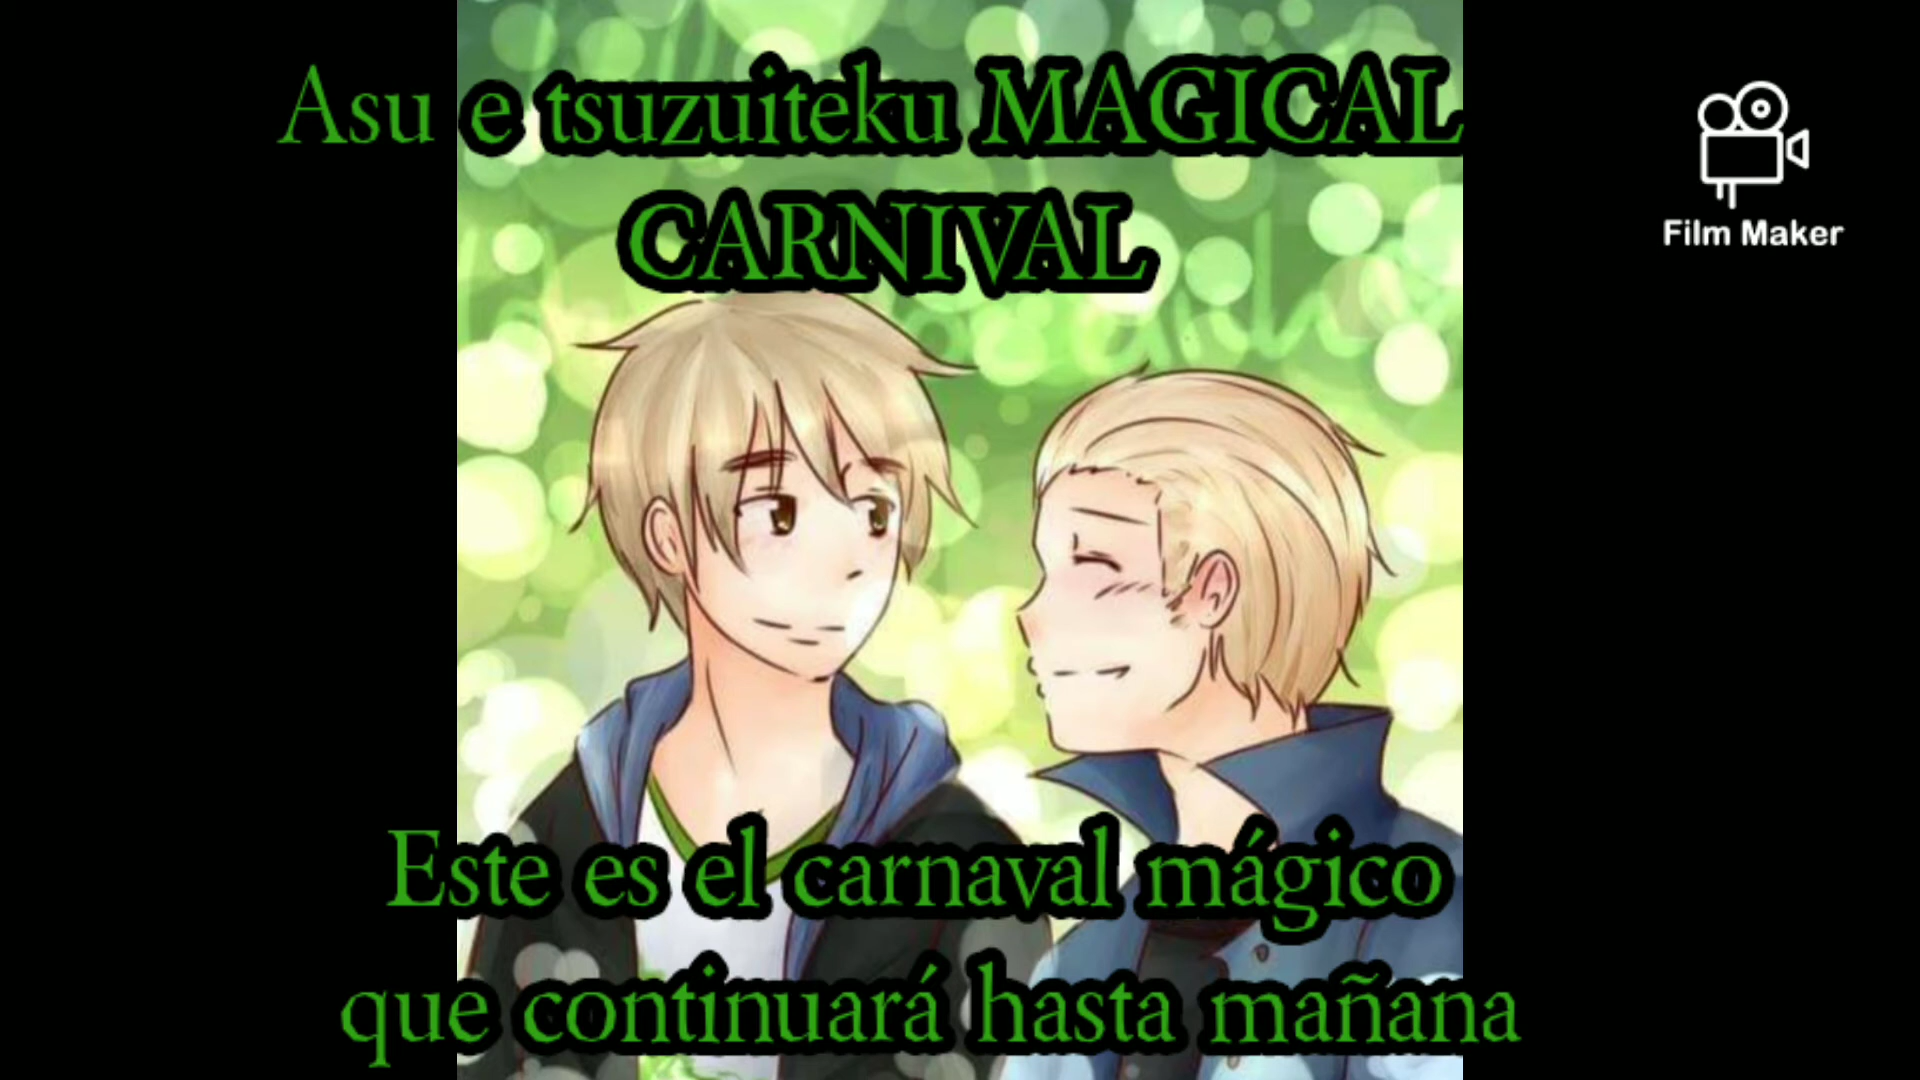 Asu e tsuzuiteku MAGICAL
CARNIVAL
Film Maker
Este es el carnaval mágico
que continuará hasta mañana